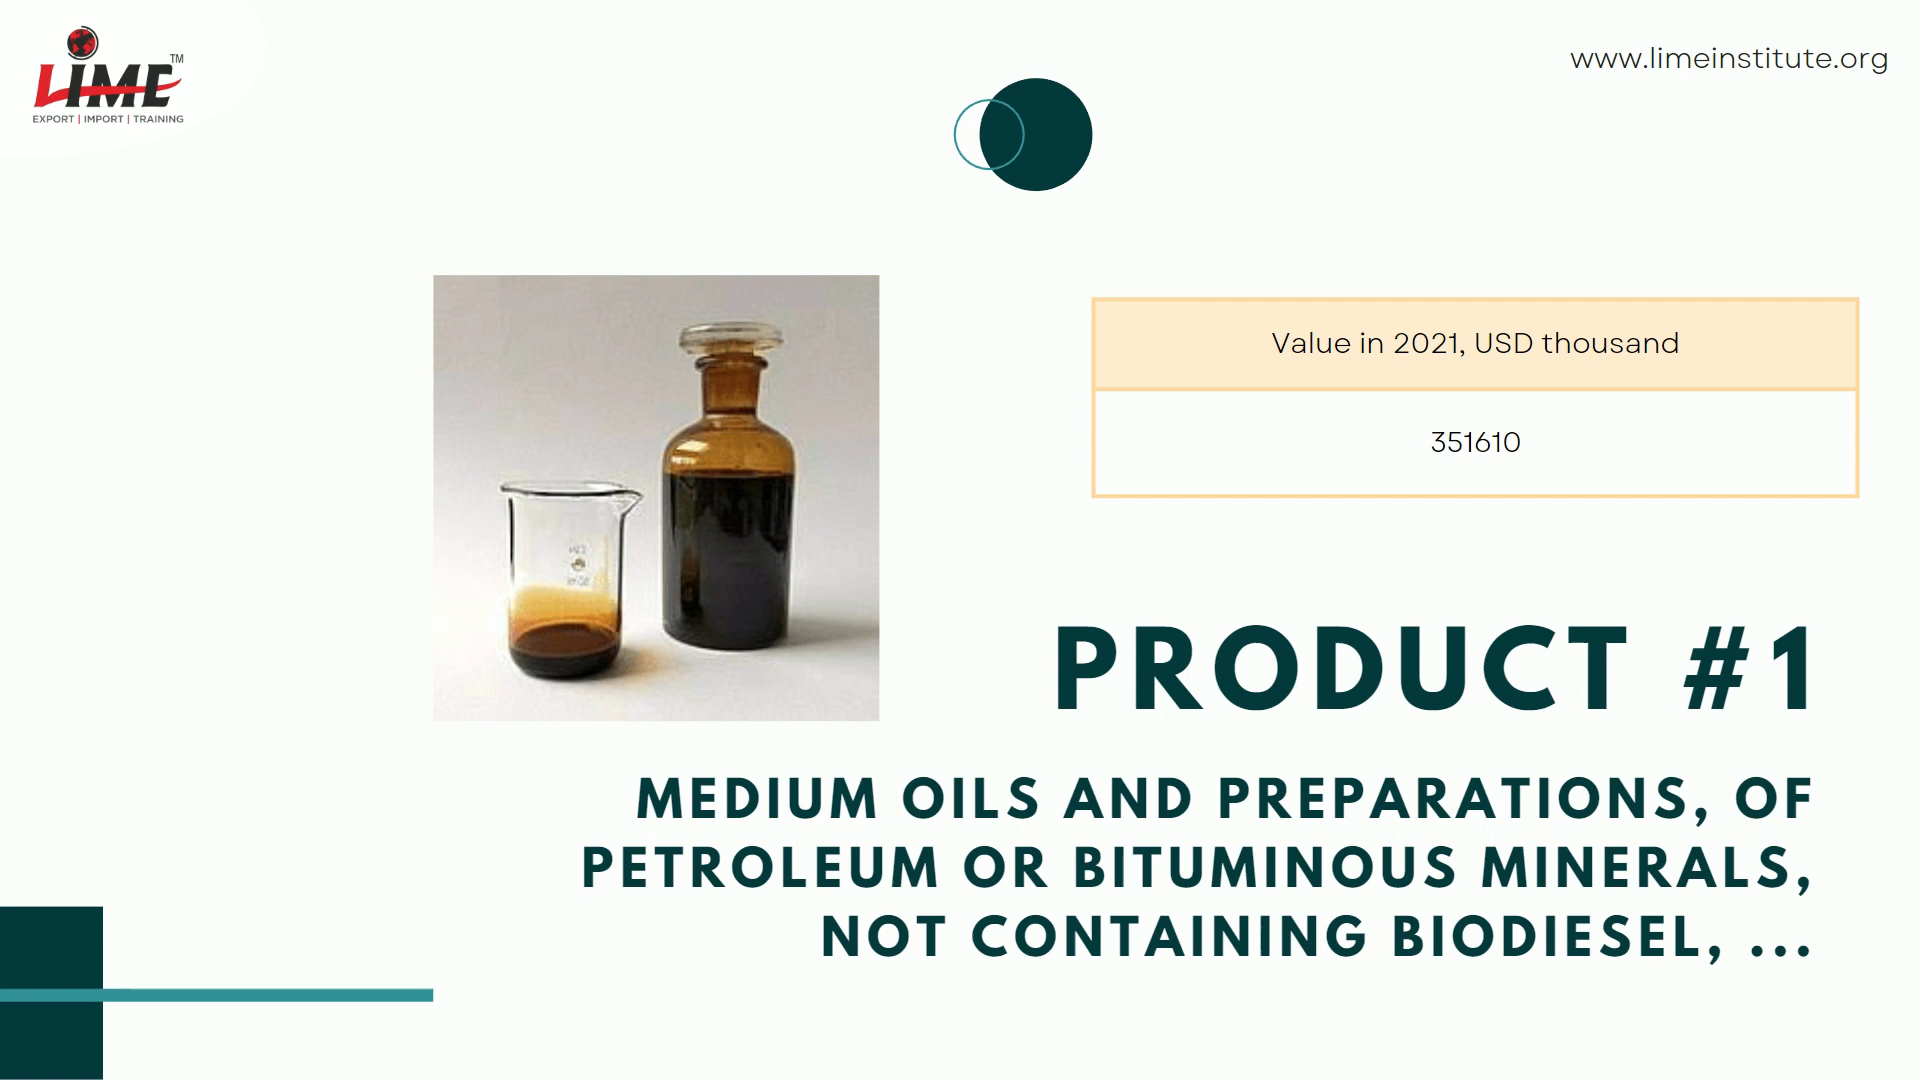 LIME
TM
EXPORT | IMPORT | TRAINING
www.limeinstitute.org
Value in 2021, USD thousand
351610
PRODUCT #1
MEDIUM OILS AND PREPARATIONS, OF
PETROLEUM OR BITUMINOUS MINERALS,
NOT CONTAINING BIODIESEL, ...